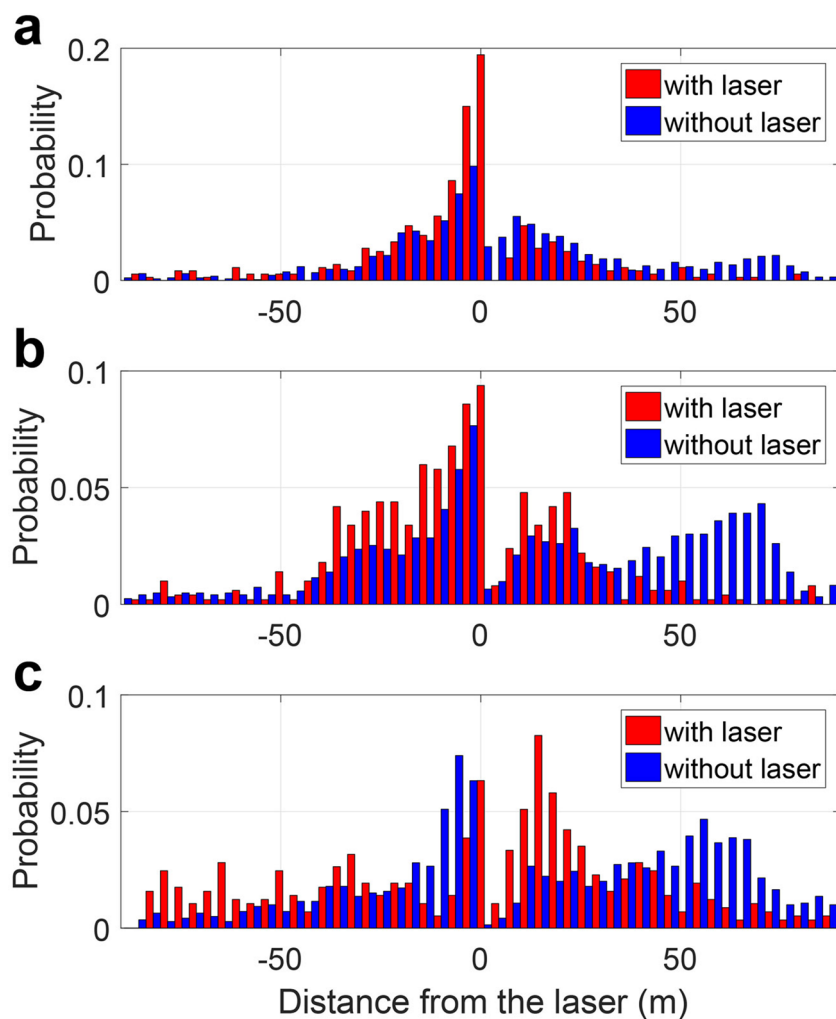 a
0.2
0.1
0
Probability
with laser
without laser
-50
0
50
b
0.1
0.05
0
Probability
with laser
without laser
-50
0
50
c
0.1
0.05
0
Probability
with laser
without laser
-50
0
50
Distance from the laser (m)